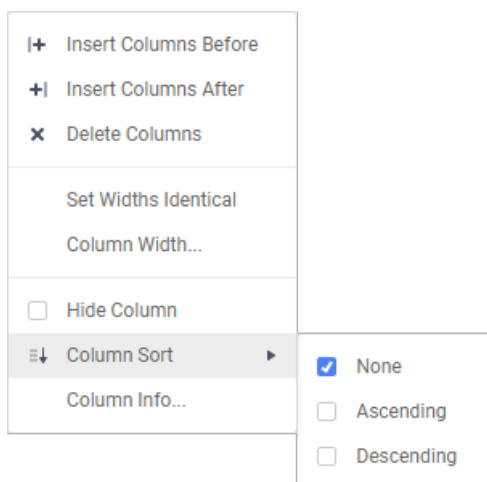 Insert Columns Before
Insert Columns After
Delete Columns
Set Widths Identical
Column Width...
Hide Column
Column Sort
Column Info...
None
Ascending
Descending